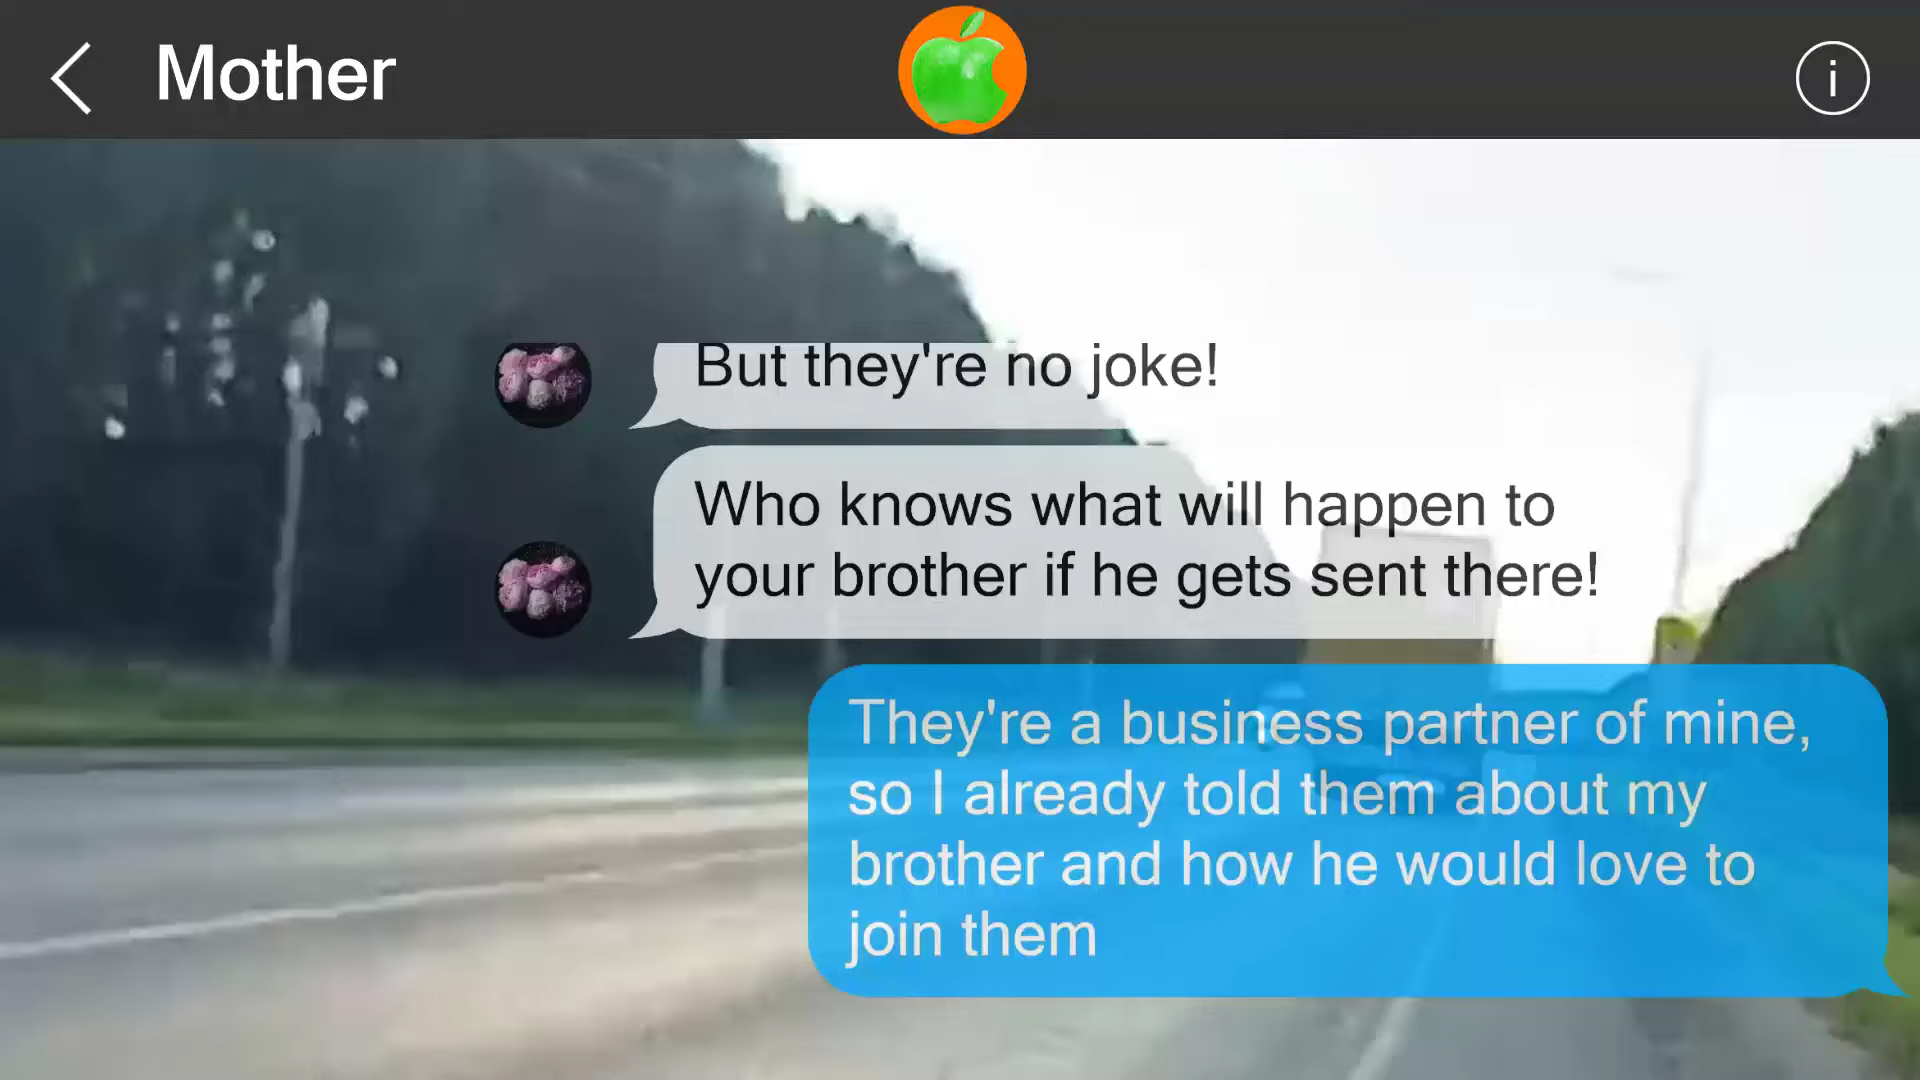 Mother
i
But they're no joke!
Who knows what will happen to
your brother if he gets sent there!
They're a business partner of mine,
so I already told them about my
brother and how he would love to
join them